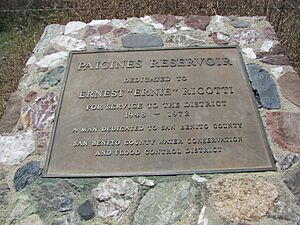 PAICINES RESERVOIR
DEDICATED TO
ERNEST "ERNIE" RIGOTTI
FOR SERVICE TO THE DISTRICT
1948 - 1972
A MAN DEDICATED TO SAN BENITO COUNTY
SAN BENITO COUNTY WATER CONSERVATION
AND FLOOD CONTROL DISTRICT